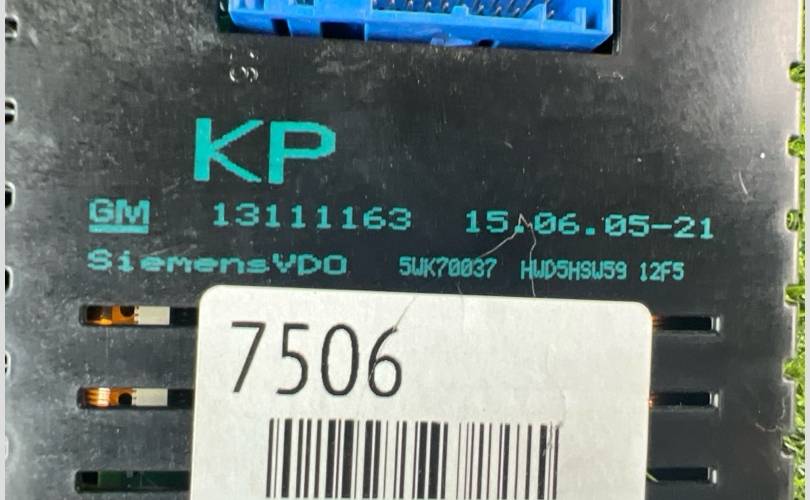 KP
GM 13111163 15.06.05-21
SiemensVDO 5WK70037 HWD5HSW59 12F5
7506